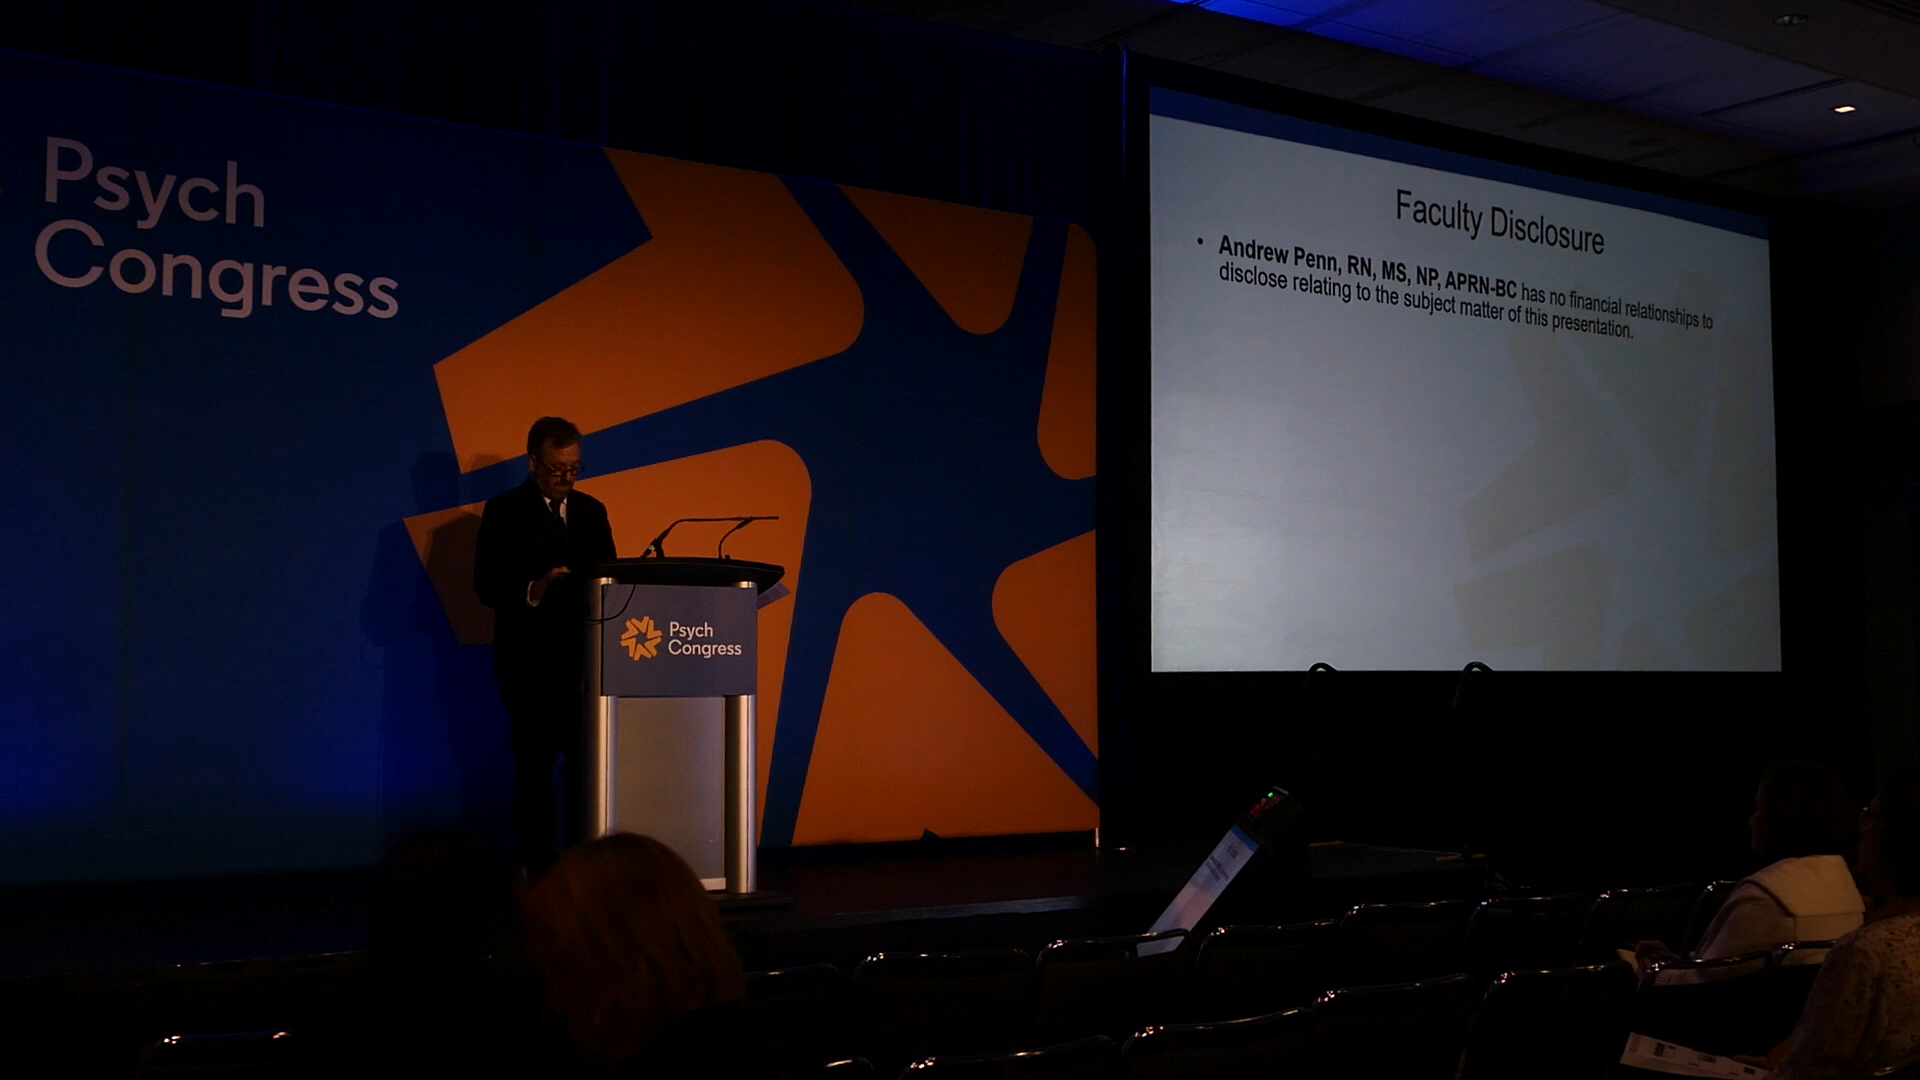 Psych
Congress
Faculty Disclosure
• Andrew Penn, RN, MS, NP, APRN-BC has no financial relationships to
disclose relating to the subject matter of this presentation.
Psych
Congress